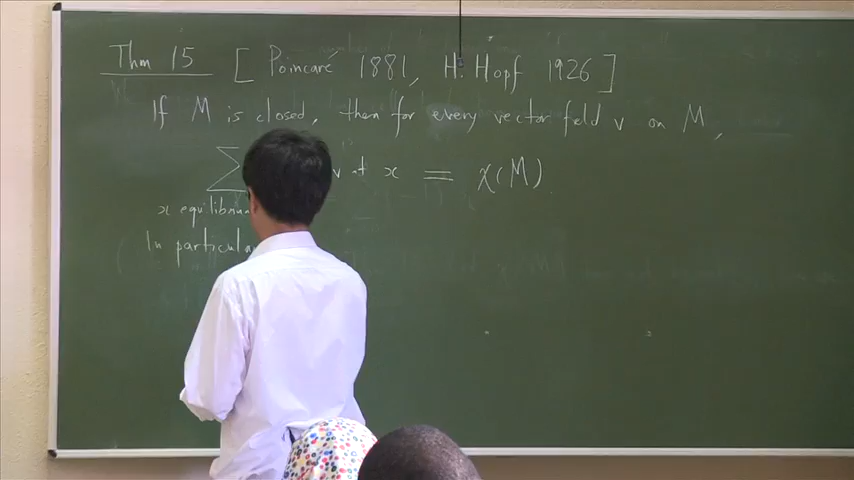 Thm 15 [ Poincaré 1881, H. Hopf 1926 ]
If M is closed, then for every vector field v on M,
∑ v at x = χ(M)
x equilibrium
( In particular